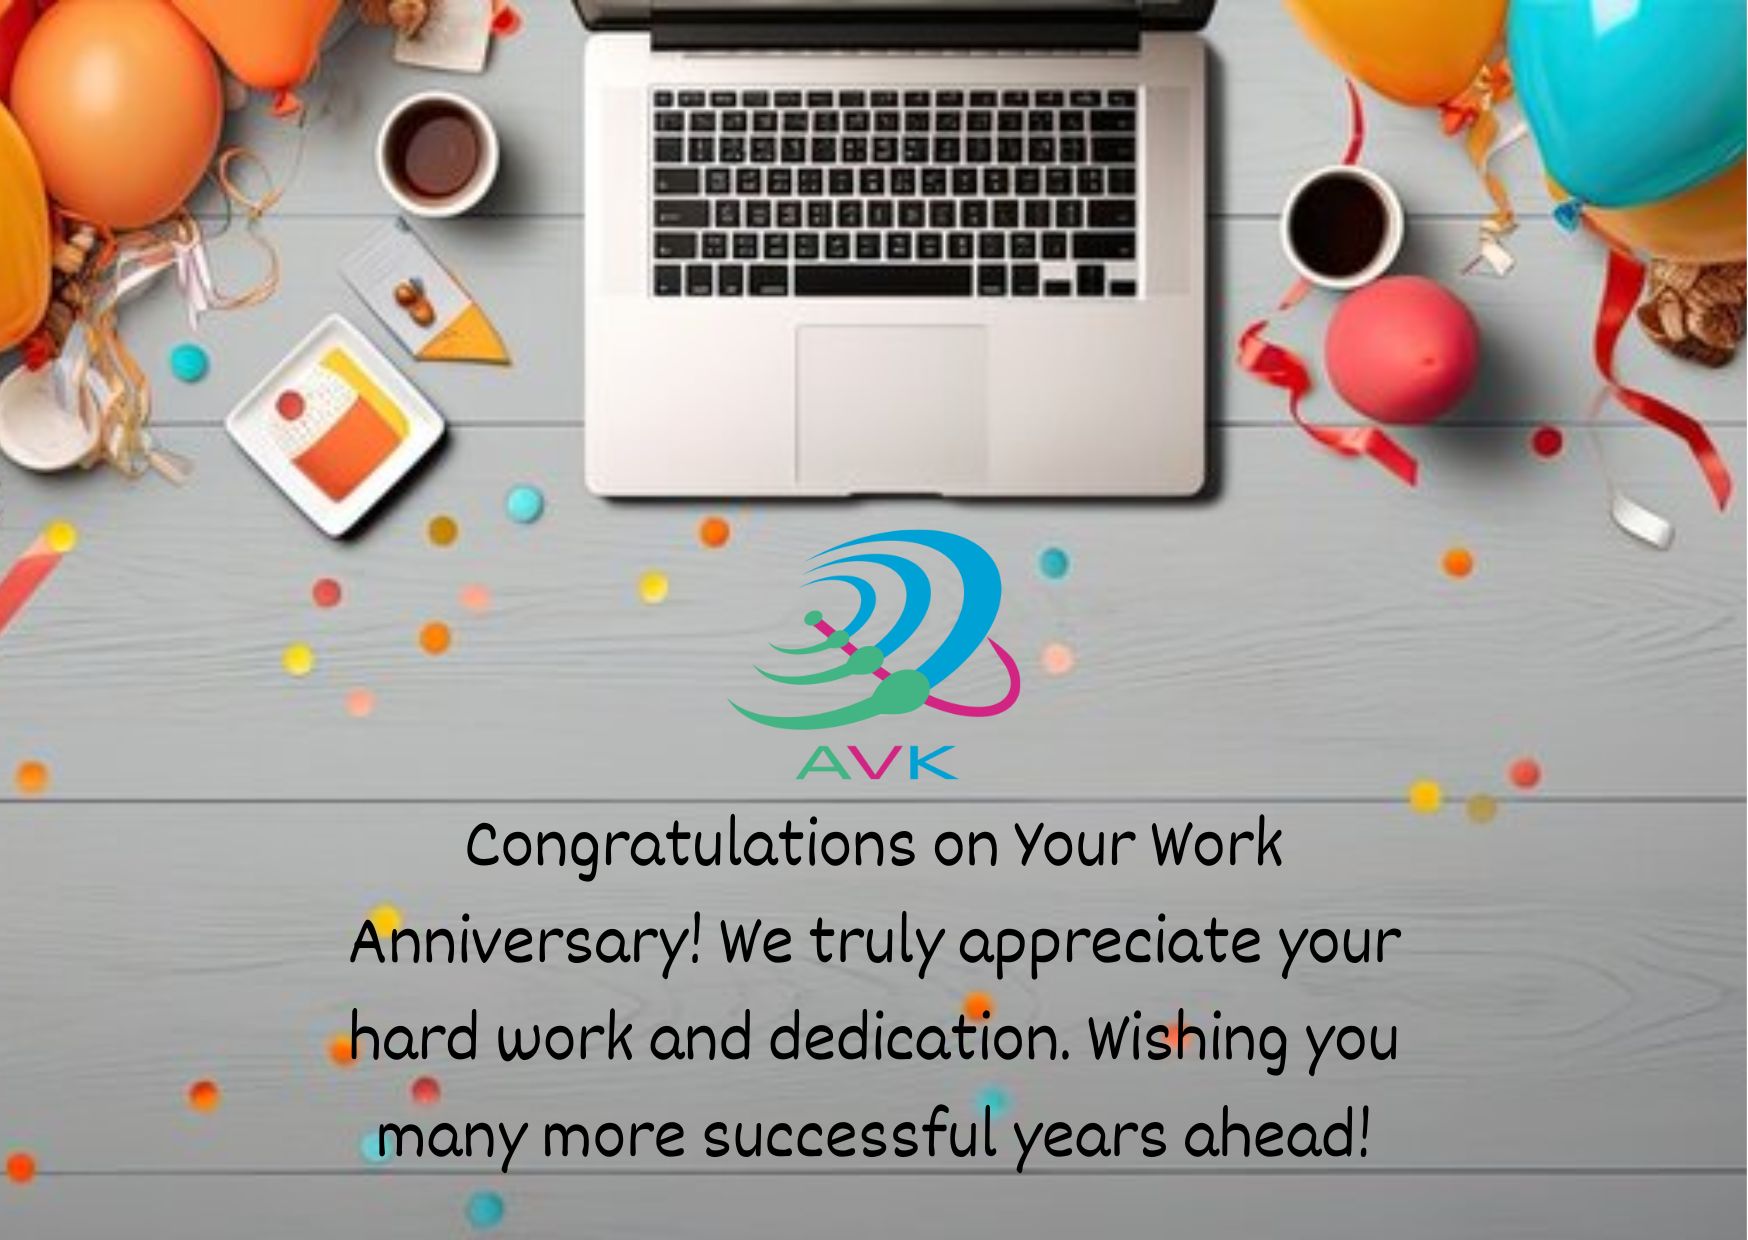 AVK
Congratulations on Your Work
Anniversary! We truly appreciate your
hard work and dedication. Wishing you
many more successful years ahead!